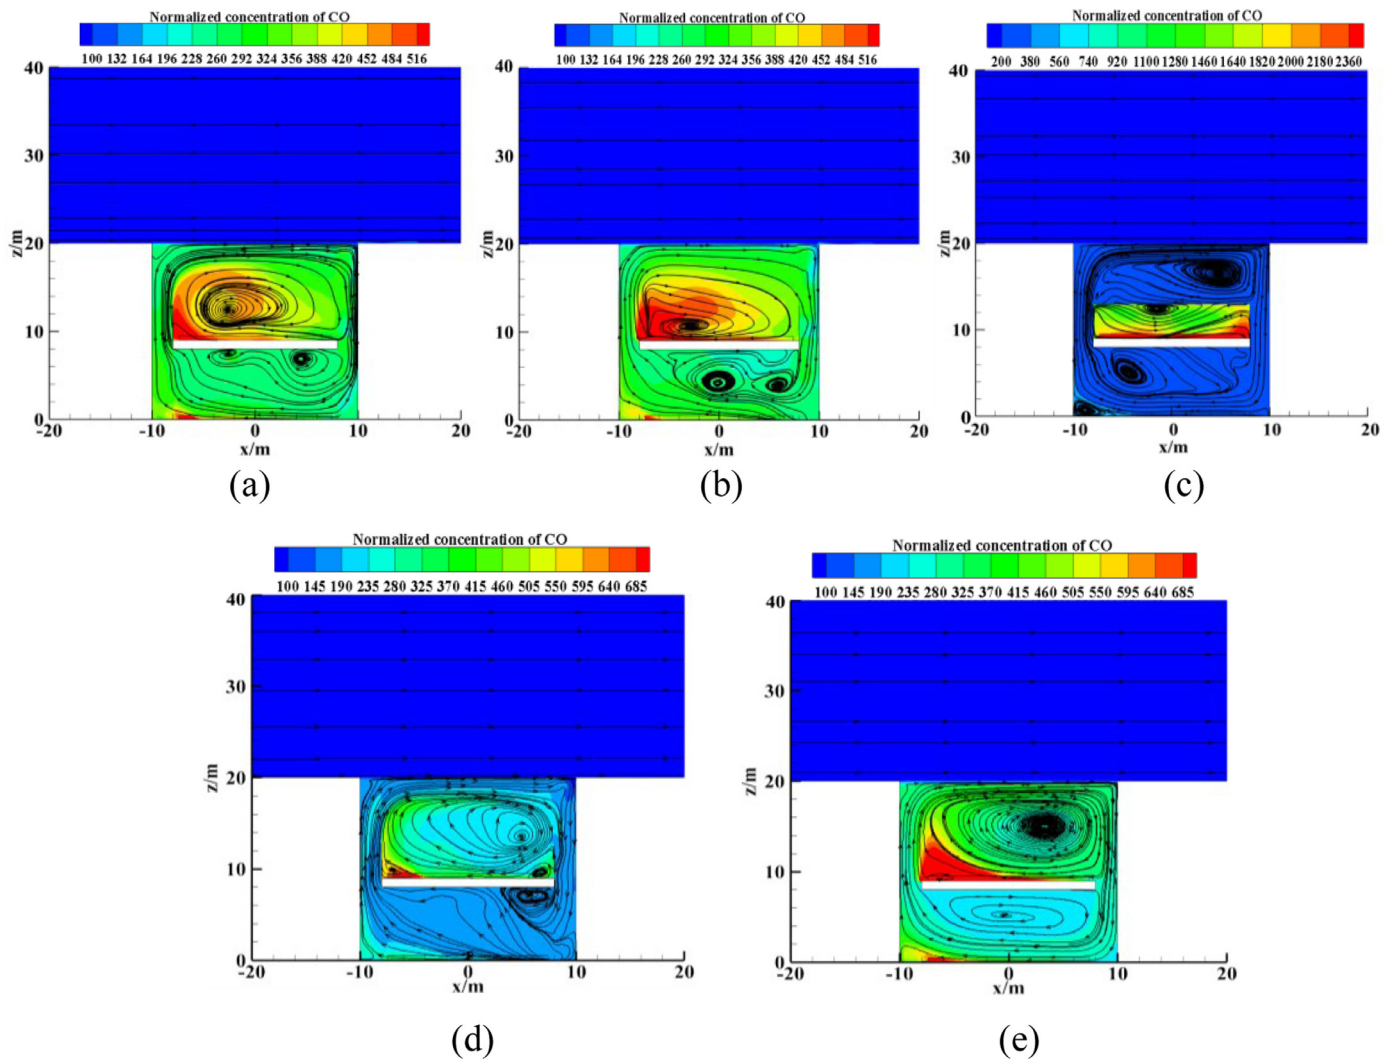 Normalized concentration of CO
100 132 164 196 228 260 292 324 356 388 420 452 484 516
40
30
20
10
0
z/m
-20 -10 0 10 20
x/m
(a)
Normalized concentration of CO
100 132 164 196 228 260 292 324 356 388 420 452 484 516
40
30
20
10
0
z/m
-20 -10 0 10 20
x/m
(b)
Normalized concentration of CO
200 380 560 740 920 1100 1280 1460 1640 1820 2000 2180 2360
40
30
20
10
0
z/m
-20 -10 0 10 20
x/m
(c)
Normalized concentration of CO
100 145 190 235 280 325 370 415 460 505 550 595 640 685
40
30
20
10
0
z/m
-20 -10 0 10 20
x/m
(d)
Normalized concentration of CO
100 145 190 235 280 325 370 415 460 505 550 595 640 685
40
30
20
10
0
z/m
-20 -10 0 10 20
x/m
(e)